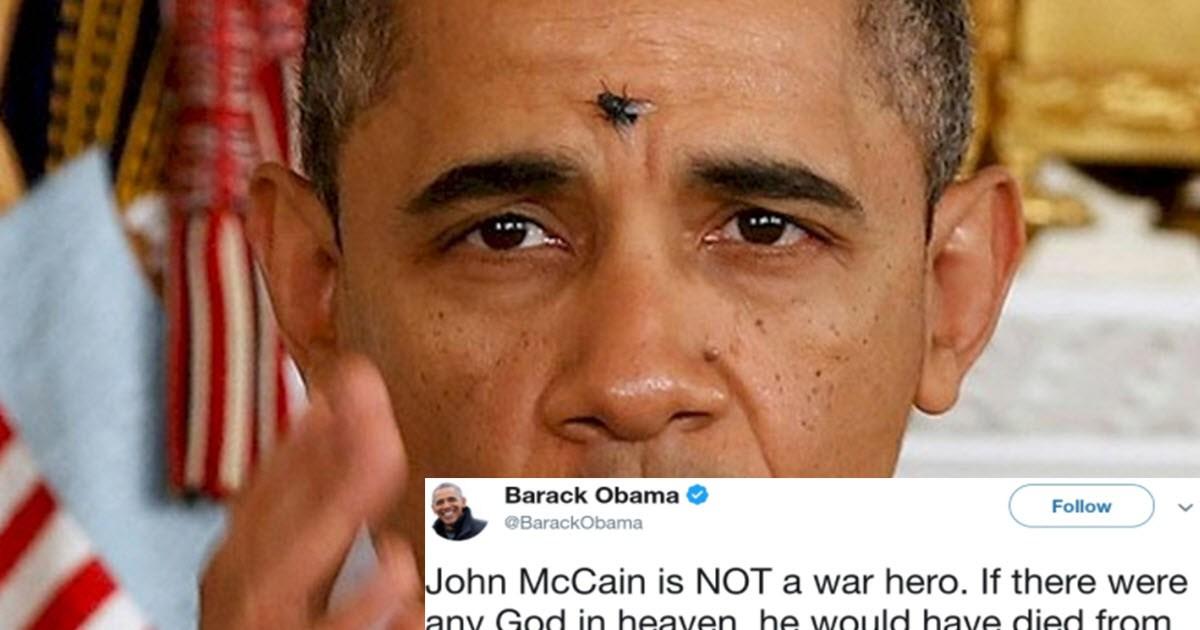 Barack Obama
@BarackObama
Follow
John McCain is NOT a war hero. If there were
any God in heaven, he would have died from